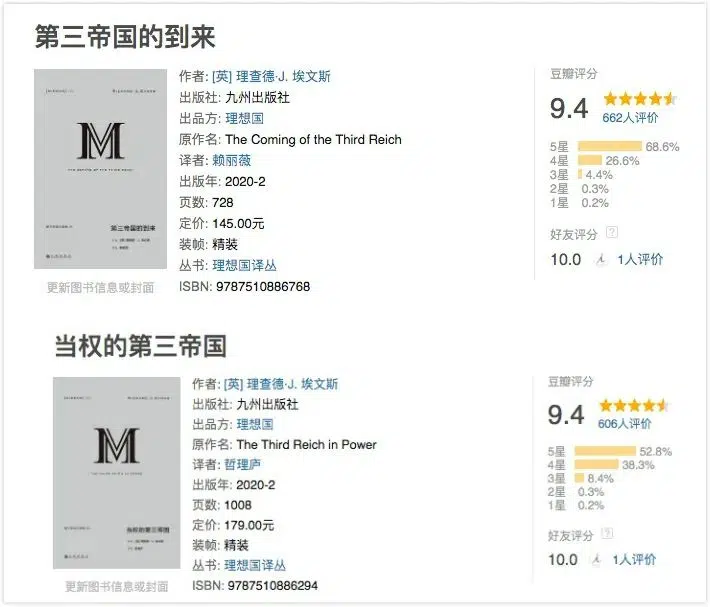 第三帝国的到来
作者: [英] 理查德·J. 埃文斯
出版社: 九州出版社
出品方: 理想国
原作名: The Coming of the Third Reich
译者: 赖丽薇
出版年: 2020-2
页数: 728
定价: 145.00元
装帧: 精装
丛书: 理想国译丛
ISBN: 9787510886768
M
第三帝国的到来
更新图书信息或封面
豆瓣评分
9.4
662人评价
5星 68.6%
4星 26.6%
3星 4.4%
2星 0.3%
1星 0.2%
好友评分 ?
10.0 1人评价
当权的第三帝国
作者: [英] 理查德·J. 埃文斯
出版社: 九州出版社
出品方: 理想国
原作名: The Third Reich in Power
译者: 哲理庐
出版年: 2020-2
页数: 1008
定价: 179.00元
装帧: 精装
丛书: 理想国译丛
ISBN: 9787510886294
M
当权的第三帝国
更新图书信息或封面
豆瓣评分
9.4
606人评价
5星 52.8%
4星 38.3%
3星 8.4%
2星 0.3%
1星 0.2%
好友评分 ?
10.0 1人评价